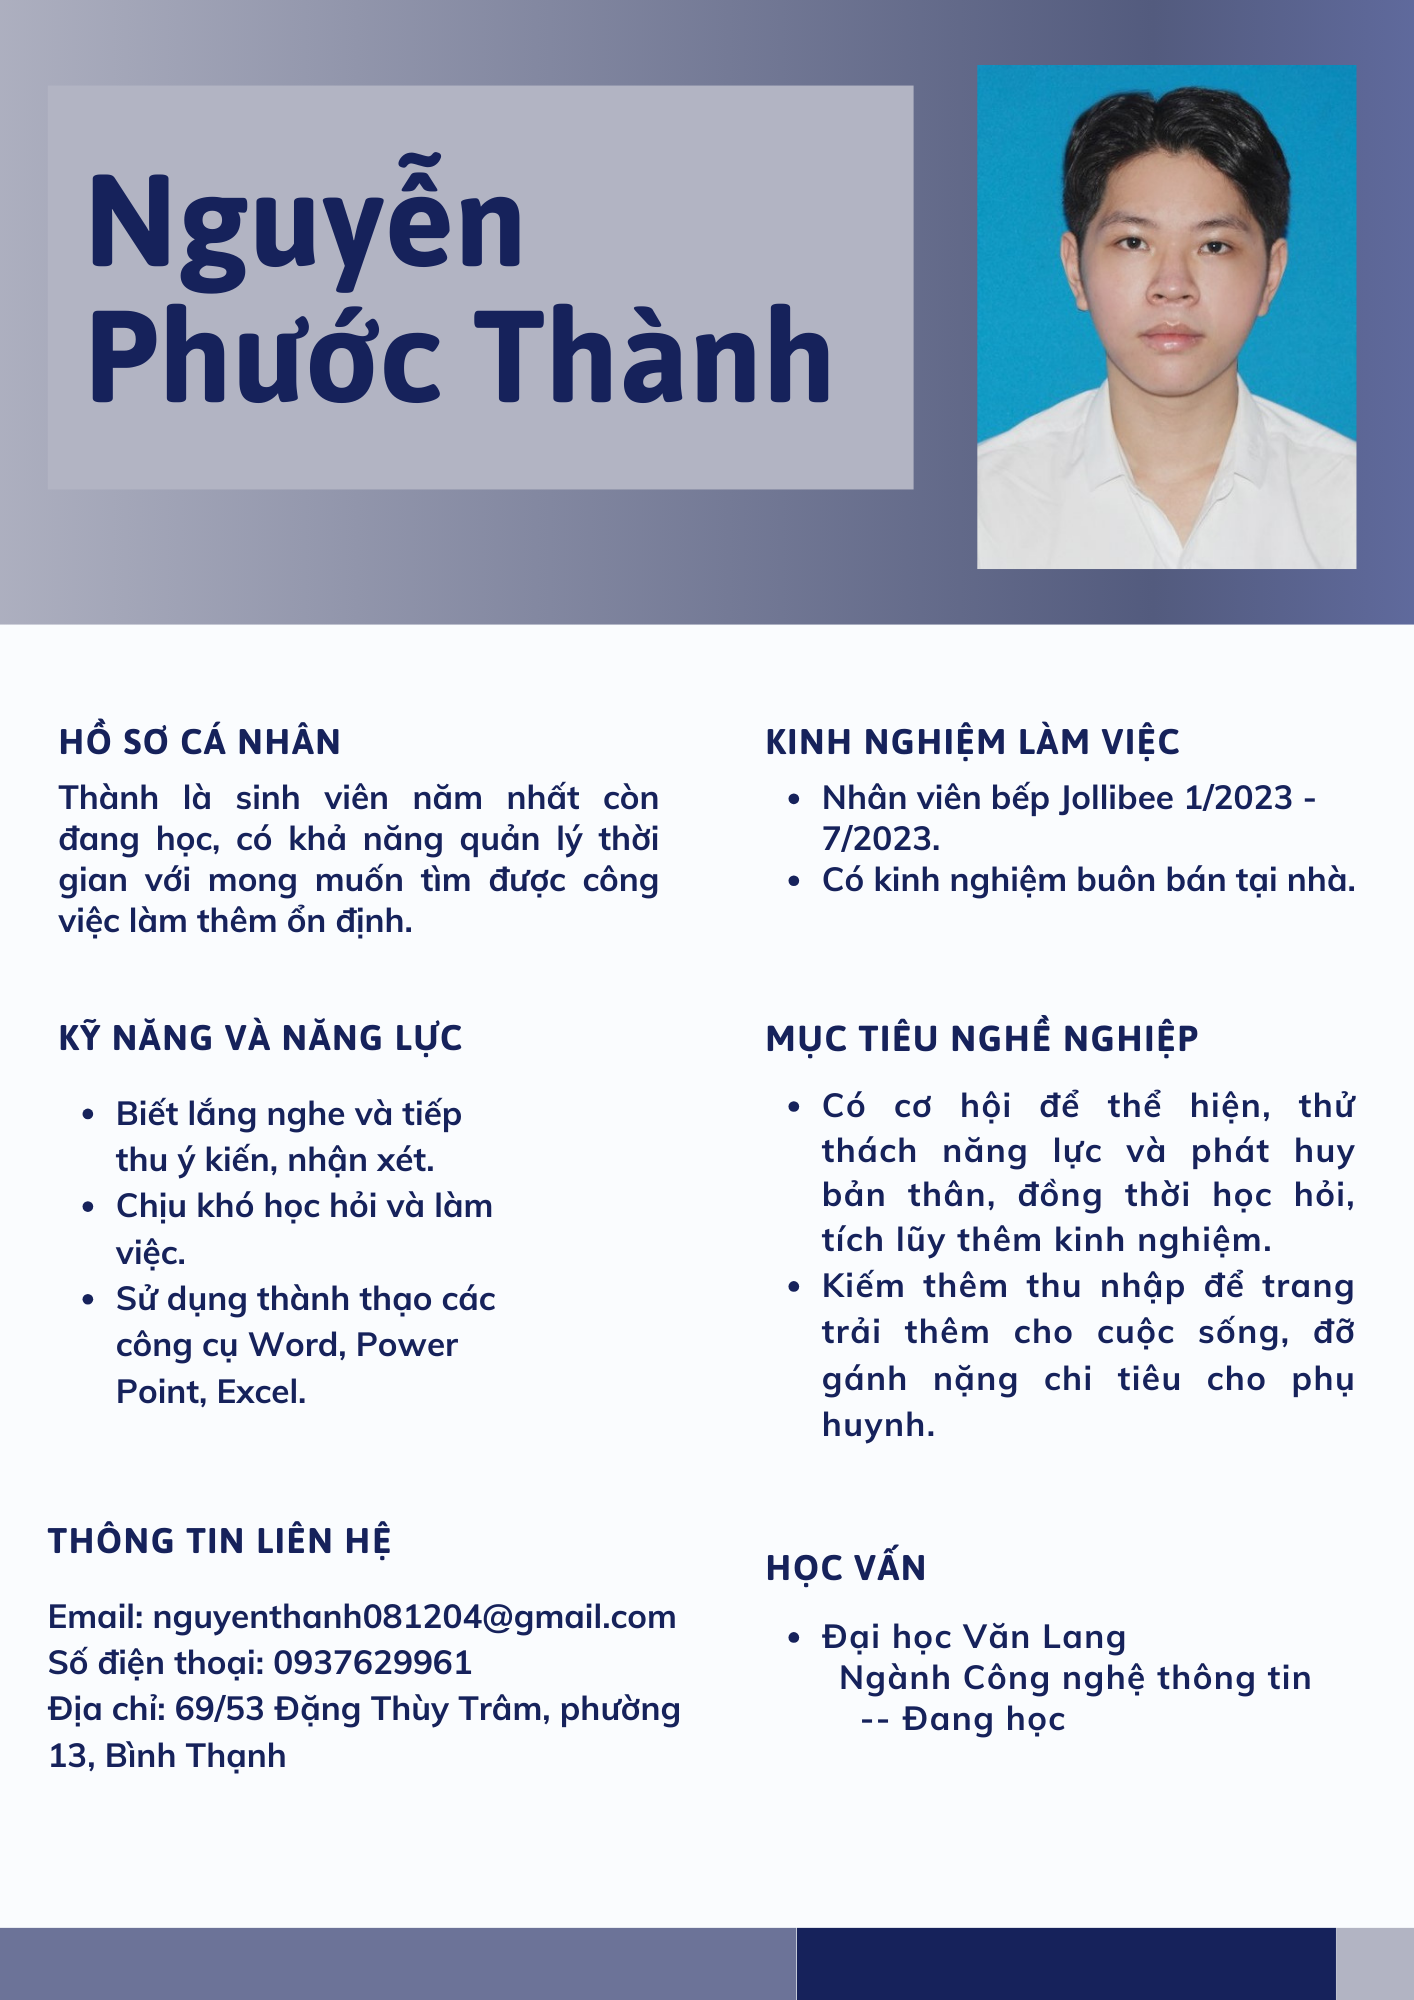 Nguyễn
Phước Thành
HỒ SƠ CÁ NHÂN
Thành là sinh viên năm nhất còn
đang học, có khả năng quản lý thời
gian với mong muốn tìm được công
việc làm thêm ổn định.
KỸ NĂNG VÀ NĂNG LỰC
• Biết lắng nghe và tiếp
thu ý kiến, nhận xét.
• Chịu khó học hỏi và làm
việc.
• Sử dụng thành thạo các
công cụ Word, Power
Point, Excel.
THÔNG TIN LIÊN HỆ
Email: nguyenthanh081204@gmail.com
Số điện thoại: 0937629961
Địa chỉ: 69/53 Đặng Thùy Trâm, phường
13, Bình Thạnh
KINH NGHIỆM LÀM VIỆC
• Nhân viên bếp Jollibee 1/2023 -
7/2023.
• Có kinh nghiệm buôn bán tại nhà.
MỤC TIÊU NGHỀ NGHIỆP
• Có cơ hội để thể hiện, thử
thách năng lực và phát huy
bản thân, đồng thời học hỏi,
tích lũy thêm kinh nghiệm.
• Kiếm thêm thu nhập để trang
trải thêm cho cuộc sống, đỡ
gánh nặng chi tiêu cho phụ
huynh.
HỌC VẤN
• Đại học Văn Lang
Ngành Công nghệ thông tin
-- Đang học